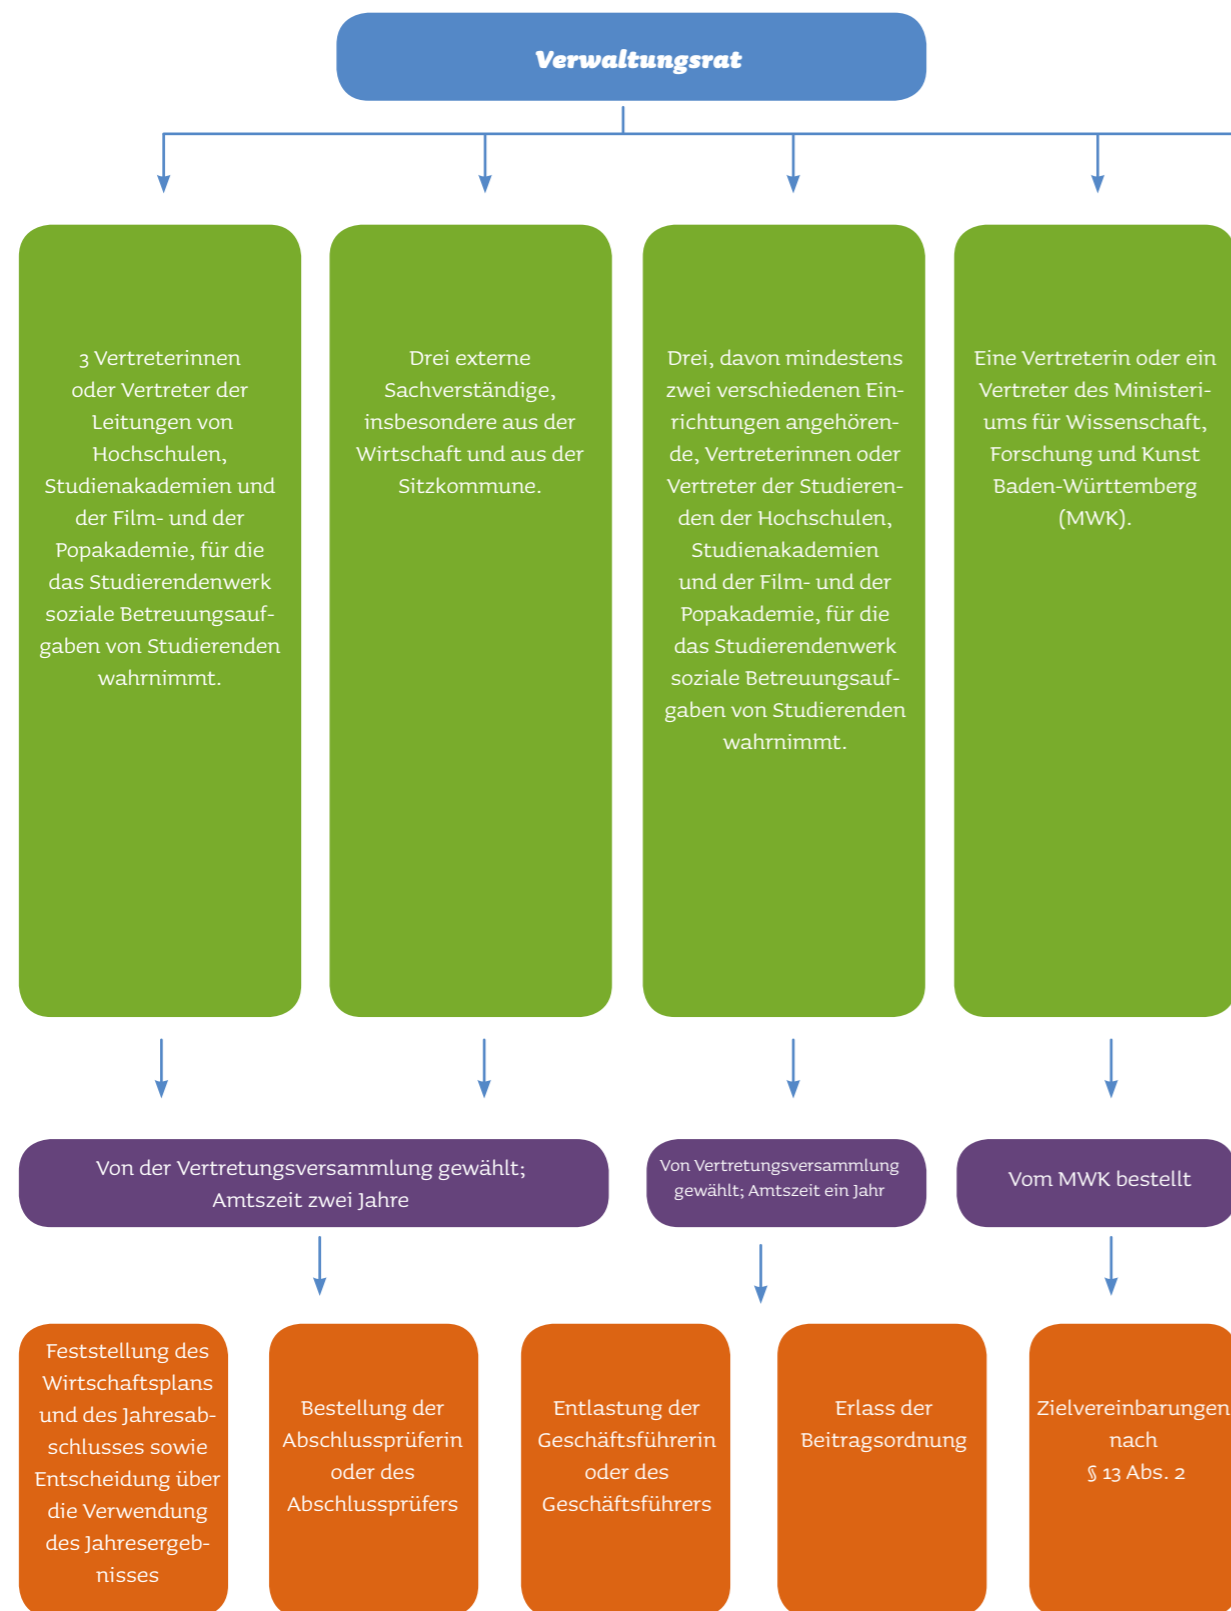 Verwaltungsrat
3 Vertreterinnen
oder Vertreter der
Leitungen von
Hochschulen,
Studienakademien und
der Film- und der
Popakademie, für die
das Studierendenwerk
soziale Betreuungsauf-
gaben von Studierenden
wahrnimmt.
Drei externe
Sachverständige,
insbesondere aus der
Wirtschaft und aus der
Sitzkommune.
Drei, davon mindestens
zwei verschiedenen Ein-
richtungen angehören-
de, Vertreterinnen oder
Vertreter der Studieren-
den der Hochschulen,
Studienakademien
und der Film- und der
Popakademie, für die
das Studierendenwerk
soziale Betreuungsauf-
gaben von Studierenden
wahrnimmt.
Eine Vertreterin oder ein
Vertreter des Ministeri-
ums für Wissenschaft,
Forschung und Kunst
Baden-Württemberg
(MWK).
Von der Vertretungsversammlung gewählt;
Amtszeit zwei Jahre
Von Vertretungsversammlung
gewählt; Amtszeit ein Jahr
Vom MWK bestellt
Feststellung des
Wirtschaftsplans
und des Jahresab-
schlusses sowie
Entscheidung über
die Verwendung
des Jahresergeb-
nisses
Bestellung der
Abschlussprüferin
oder des
Abschlussprüfers
Entlastung der
Geschäftsführerin
oder des
Geschäftsführers
Erlass der
Beitragsordnung
Zielvereinbarungen
nach
§ 13 Abs. 2